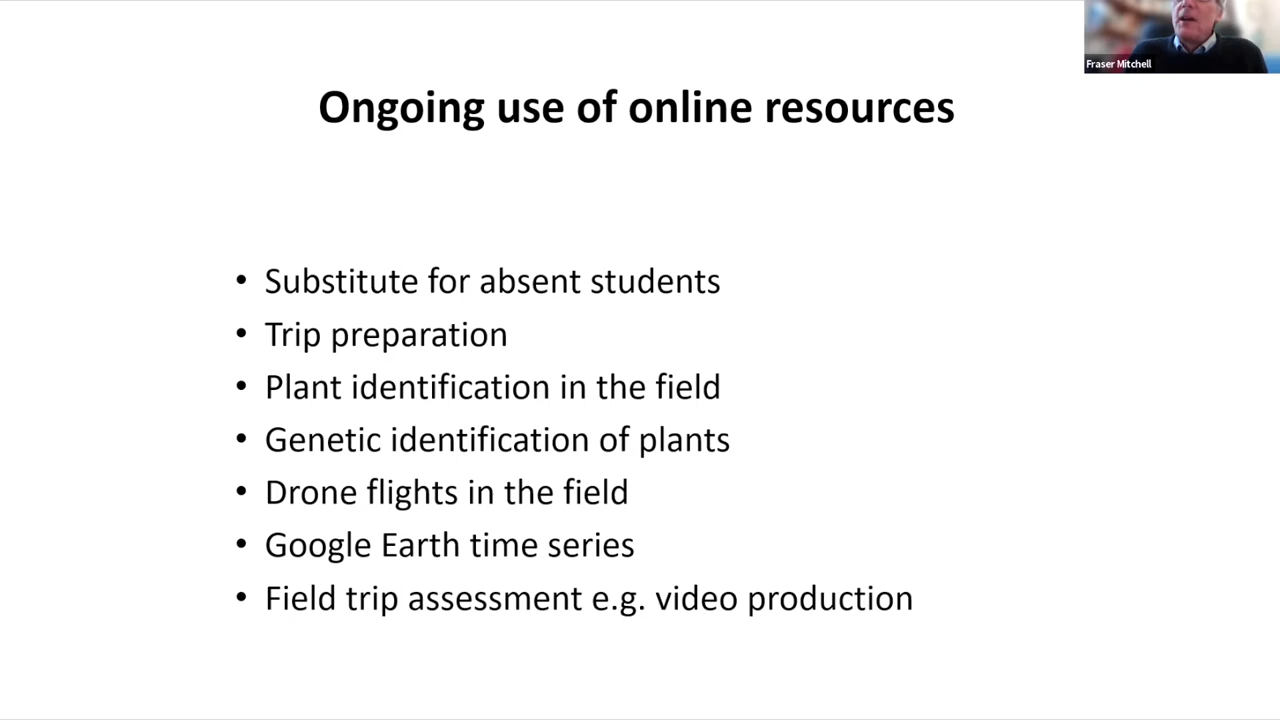 Fraser Mitchell
Ongoing use of online resources
• Substitute for absent students
• Trip preparation
• Plant identification in the field
• Genetic identification of plants
• Drone flights in the field
• Google Earth time series
• Field trip assessment e.g. video production